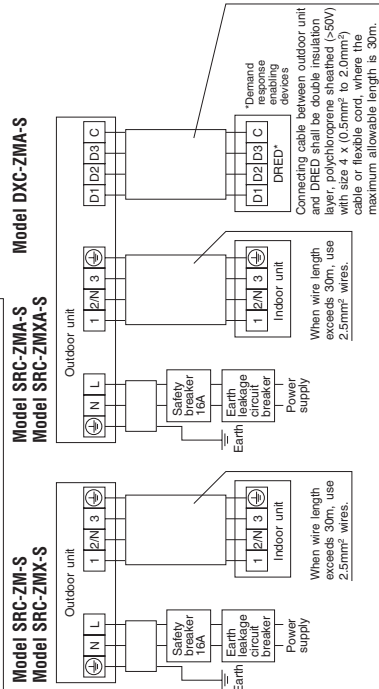 Model SRC-ZM-S
Model SRC-ZMX-S
Outdoor unit
N L
1 2/N 3
Safety
breaker
16A
Earth
leakage
circuit
breaker
Earth
Power
supply
1 2/N 3
Indoor unit
When wire length
exceeds 30m, use
2.5mm² wires.
Model SRC-ZMA-S
Model SRC-ZMXA-S
Model DXC-ZMA-S
Outdoor unit
N L
1 2/N 3
D1 D2 D3 C
Safety
breaker
16A
Earth
leakage
circuit
breaker
Earth
Power
supply
1 2/N 3
Indoor unit
When wire length
exceeds 30m, use
2.5mm² wires.
D1 D2 D3 C
DRED*
*Demand
response
enabling
devices
Connecting cable between outdoor unit
and DRED shall be double insulation
layer, polychloroprene sheathed (>50V)
with size 4 x (0.5mm² to 2.0mm²)
cable or flexible cord, where the
maximum allowable length is 30m.